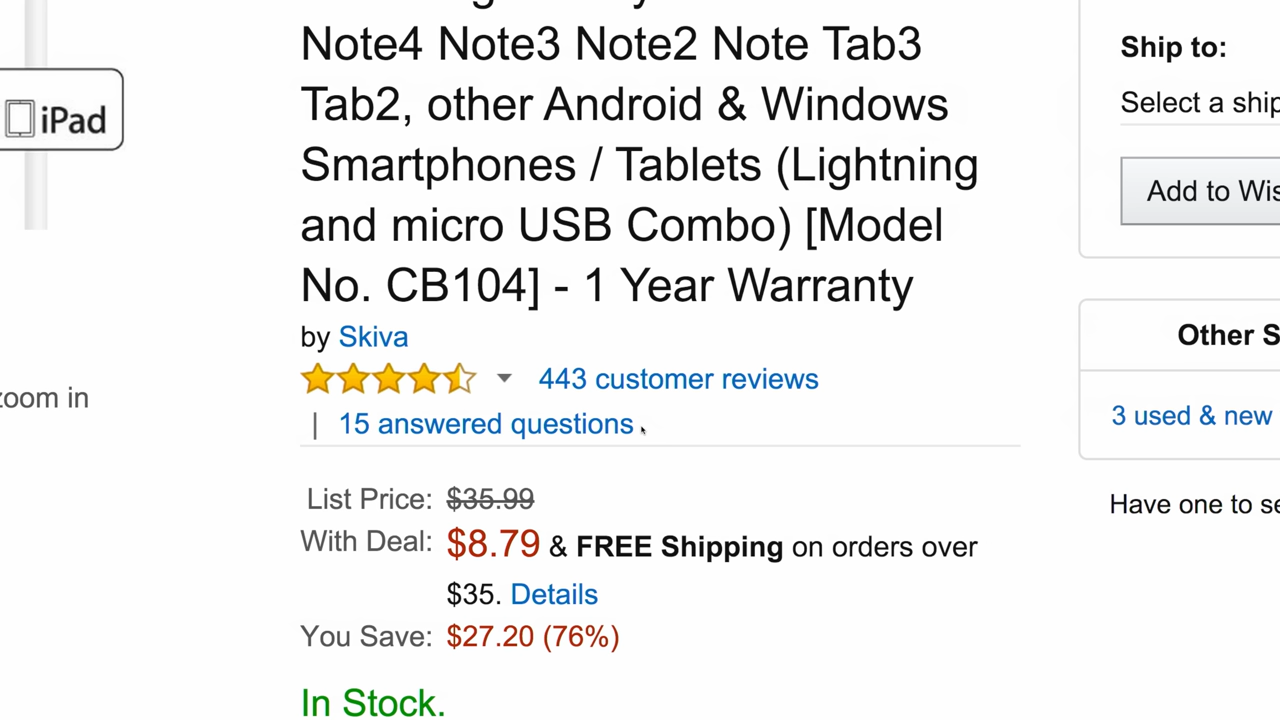 Note4 Note3 Note2 Note Tab3
Tab2, other Android & Windows
Smartphones / Tablets (Lightning
and micro USB Combo) [Model
No. CB104] - 1 Year Warranty
by Skiva
443 customer reviews
| 15 answered questions
List Price: $35.99
With Deal: $8.79 & FREE Shipping on orders over
$35. Details
You Save: $27.20 (76%)
In Stock.
iPad
zoom in
Ship to:
Select a ship
Add to Wis
Other S
3 used & new
Have one to se